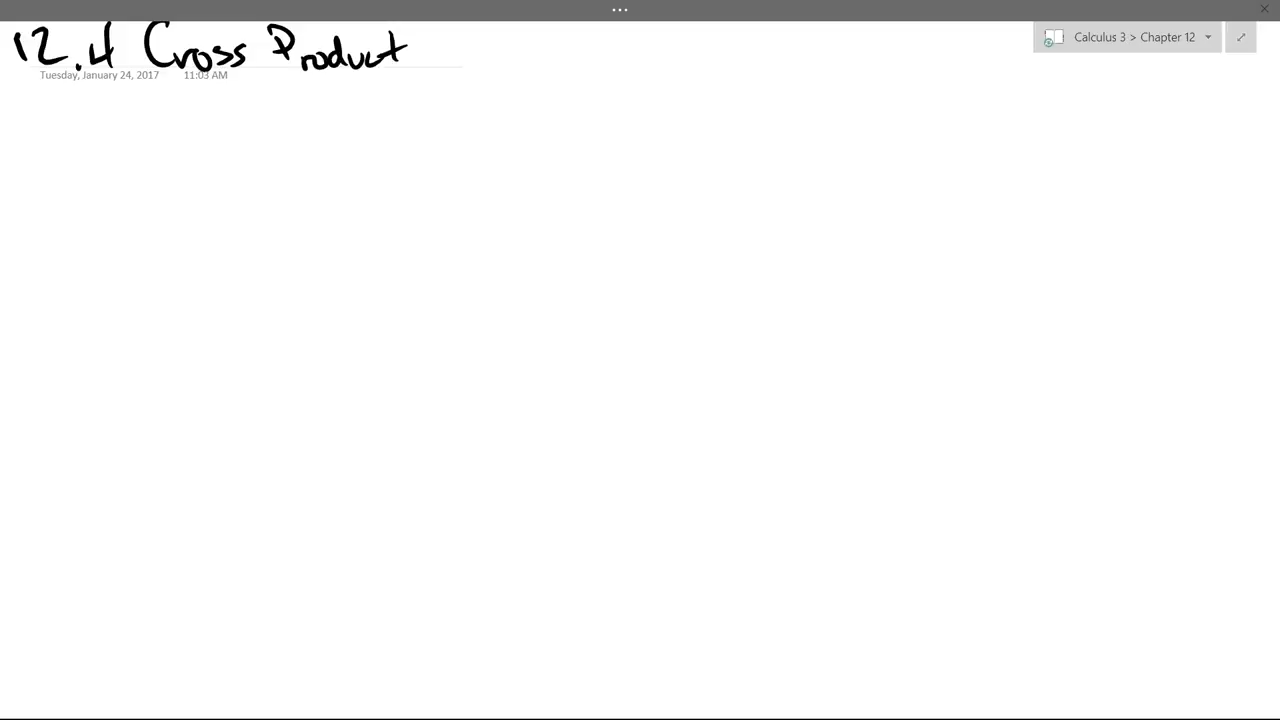 12.4 Cross Product
Tuesday, January 24, 2017 11:03 AM
Calculus 3 > Chapter 12